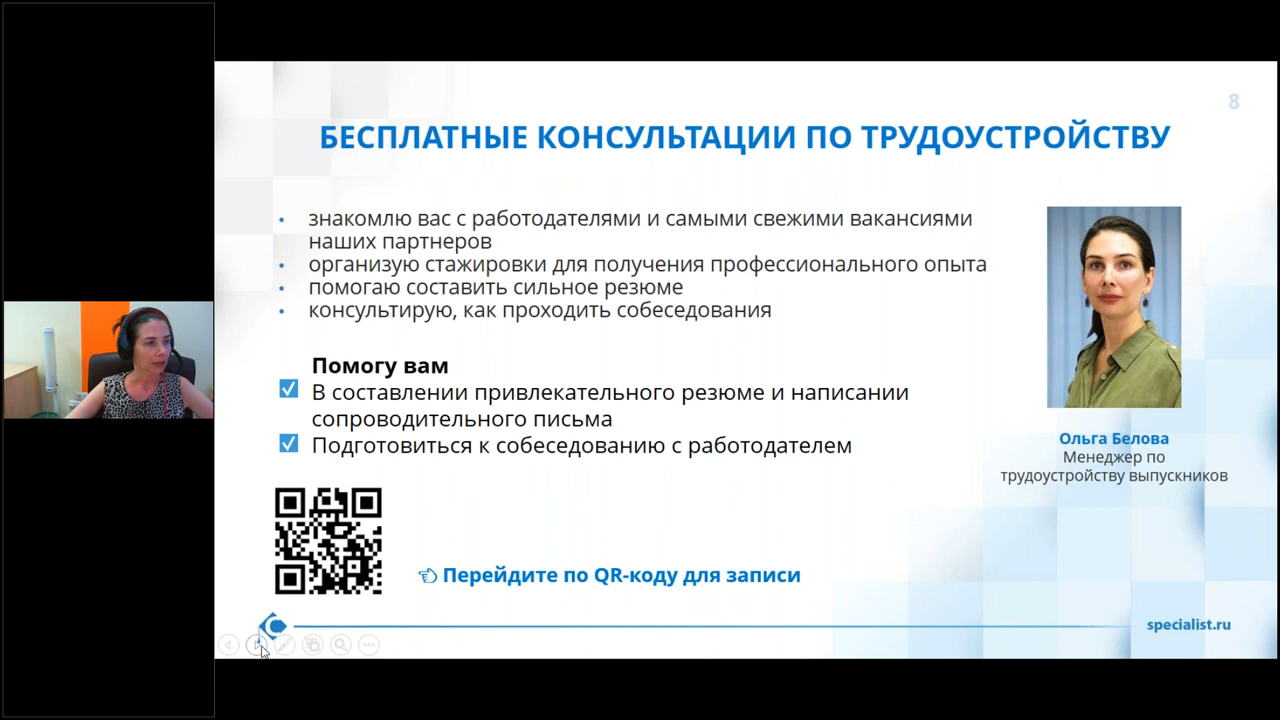 8
БЕСПЛАТНЫЕ КОНСУЛЬТАЦИИ ПО ТРУДОУСТРОЙСТВУ
• знакомлю вас с работодателями и самыми свежими вакансиями
наших партнеров
• организую стажировки для получения профессионального опыта
• помогаю составить сильное резюме
• консультирую, как проходить собеседования
Помогу вам
В составлении привлекательного резюме и написании
сопроводительного письма
Подготовиться к собеседованию с работодателем
Ольга Белова
Менеджер по
трудоустройству выпускников
Перейдите по QR-коду для записи
specialist.ru